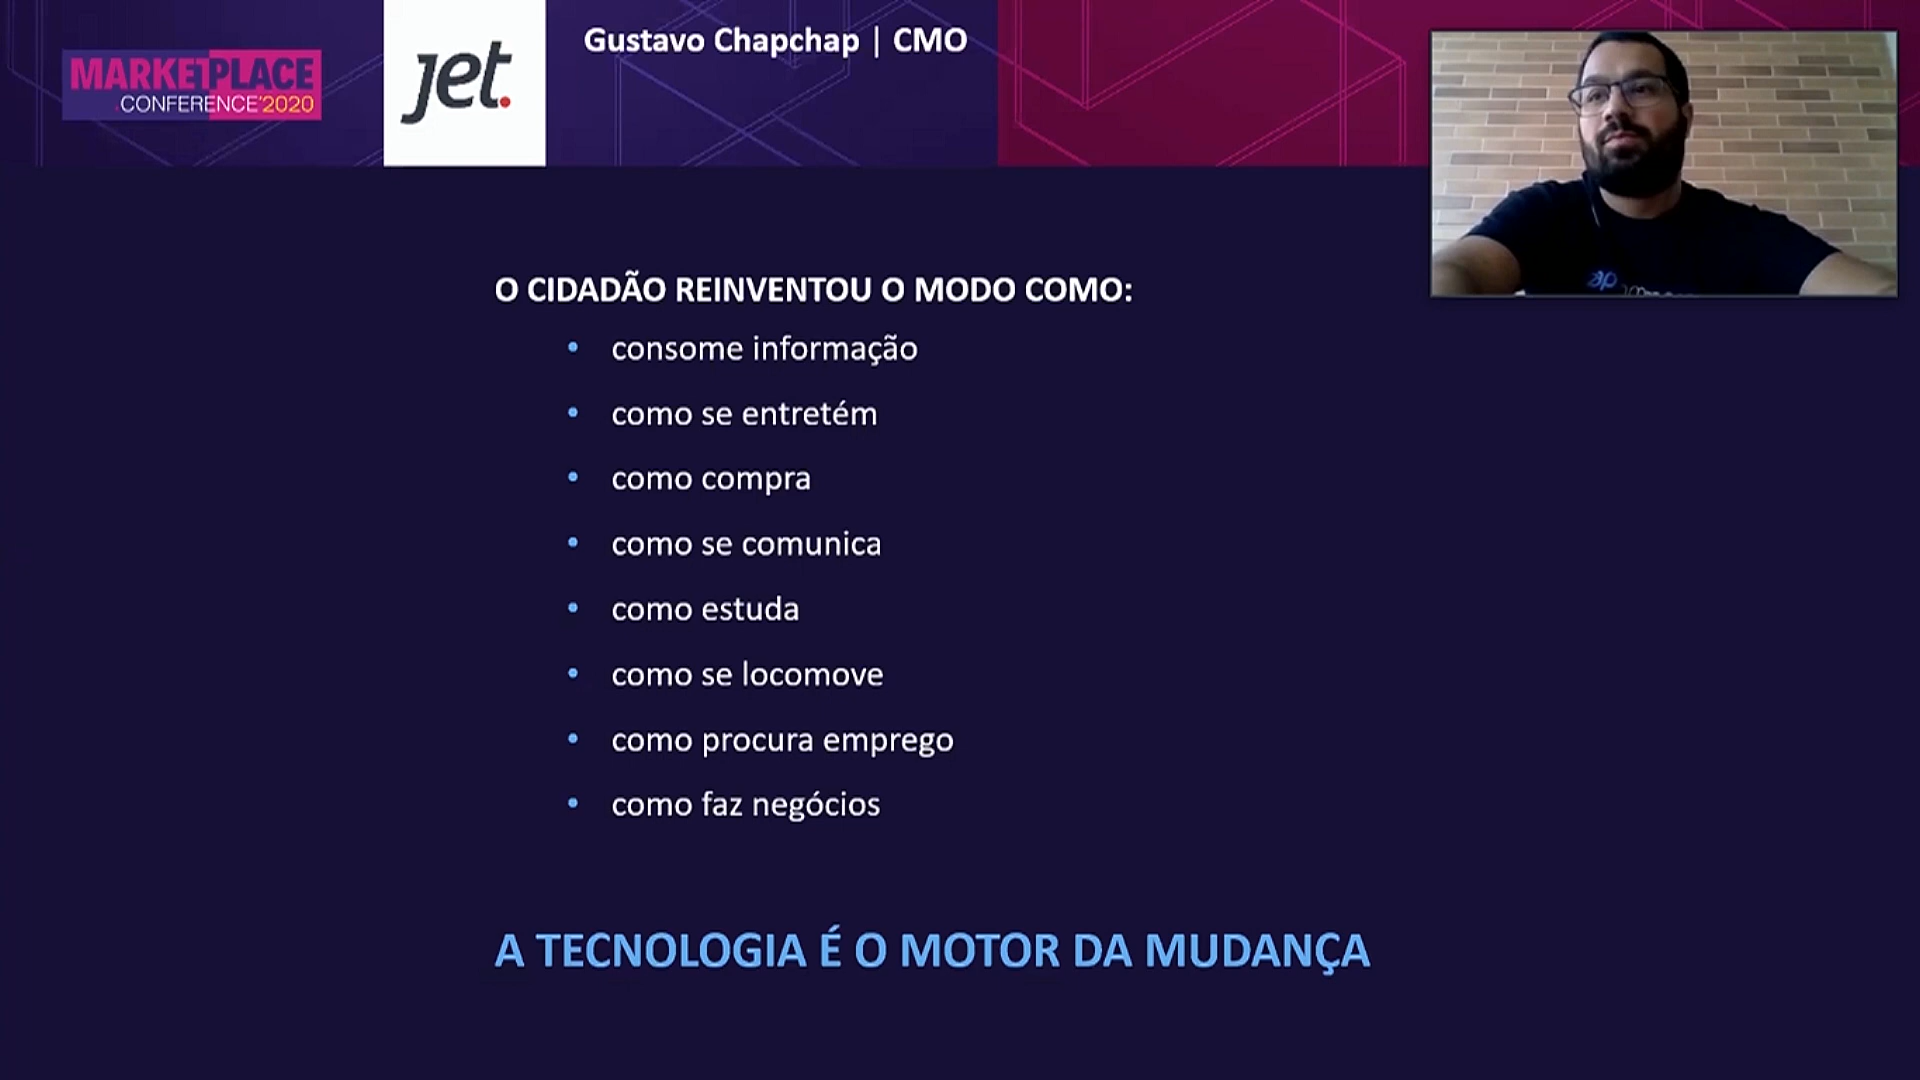 MARKETPLACE
CONFERENCE'2020
jet.
Gustavo Chapchap | CMO
O CIDADÃO REINVENTOU O MODO COMO:
• consome informação
• como se entretém
• como compra
• como se comunica
• como estuda
• como se locomove
• como procura emprego
• como faz negócios
A TECNOLOGIA É O MOTOR DA MUDANÇA